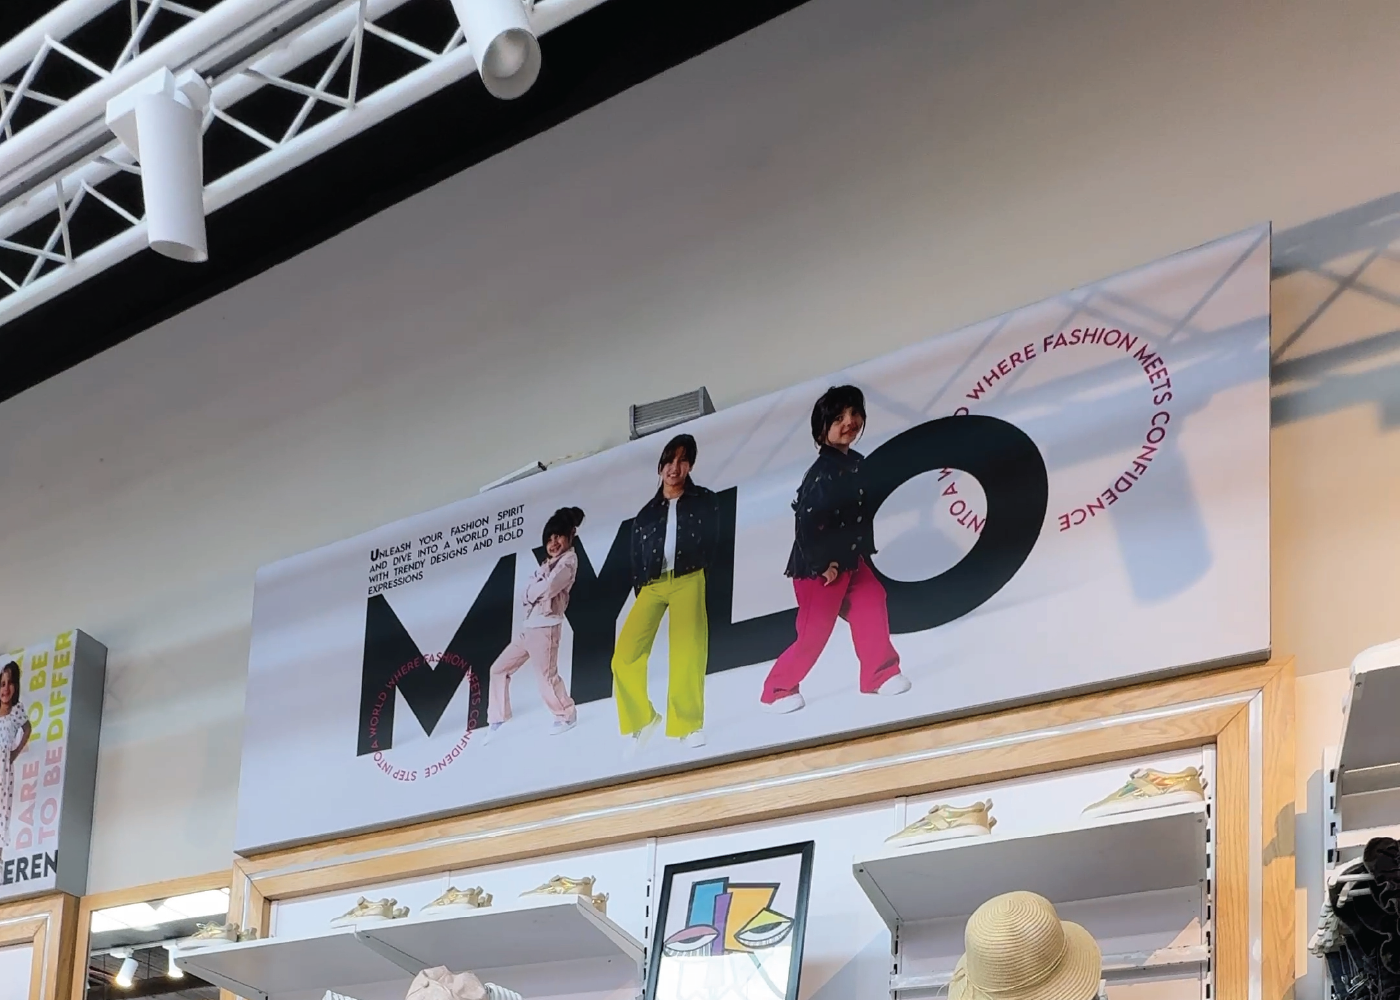 UNLEASH YOUR FASHION SPIRIT
AND DIVE INTO A WORLD FILLED
WITH TRENDY DESIGNS AND BOLD
EXPRESSIONS
MYLO
STEP INTO A WORLD WHERE FASHION MEETS CONFIDENCE
INTO A W D WHERE FASHION MEETS CONFIDENCE
DARE TO BE
TO BE DIFFER
EREN